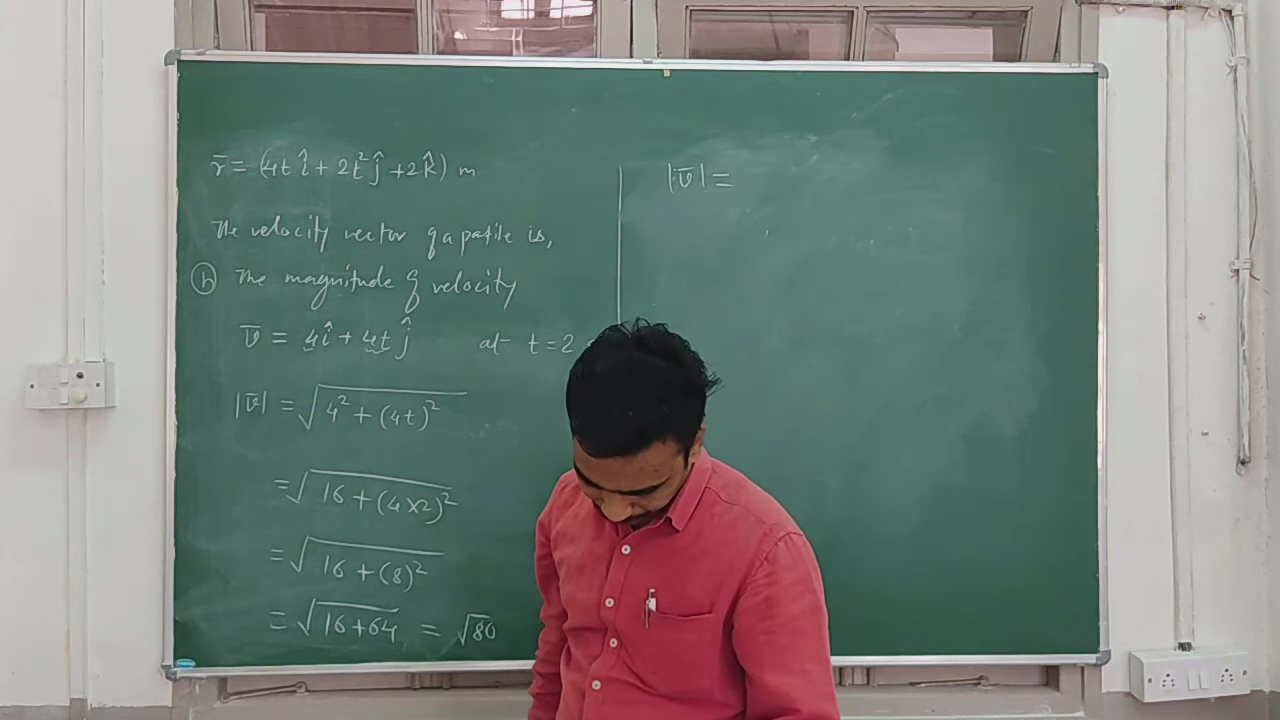 r̄ = (4t î + 2t² ĵ + 2k̂) m
The velocity vector of a patile is,
(h) The magnitude of velocity
v̄ = 4î + 4t ĵ at t=2
|v̄| = √(4² + (4t)²)
= √(16 + (4×2)²)
= √(16 + (8)²)
= √(16+64) = √80
|v̄| =